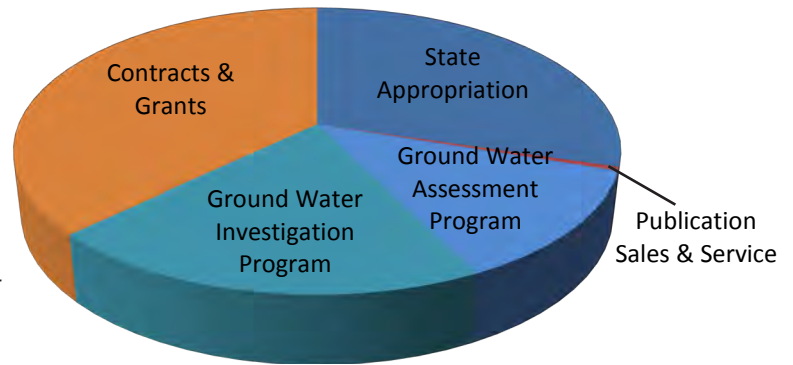 Contracts &
Grants
State
Appropriation
Ground Water
Assessment
Program
Ground Water
Investigation
Program
Publication
Sales & Service